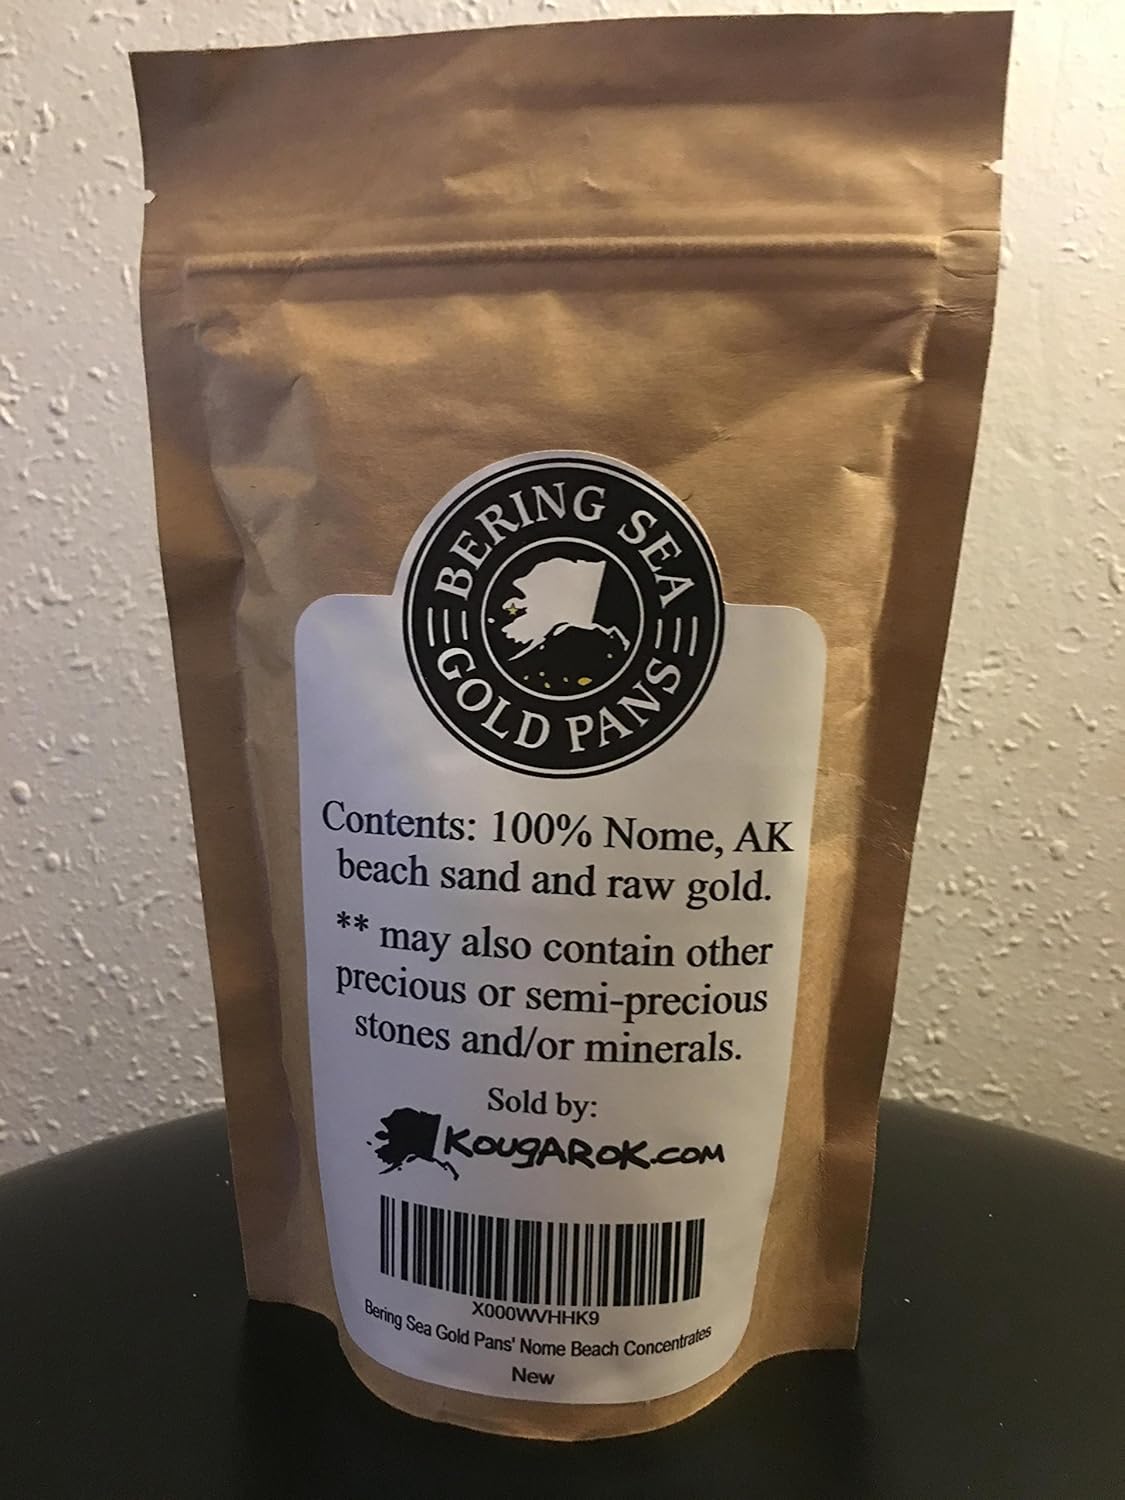 BERING SEA
GOLD PANS
Contents: 100% Nome, AK
beach sand and raw gold.
** may also contain other
precious or semi-precious
stones and/or minerals.
Sold by:
KougARoK.com
X000WVHHK9
Bering Sea Gold Pans' Nome Beach Concentrates
New